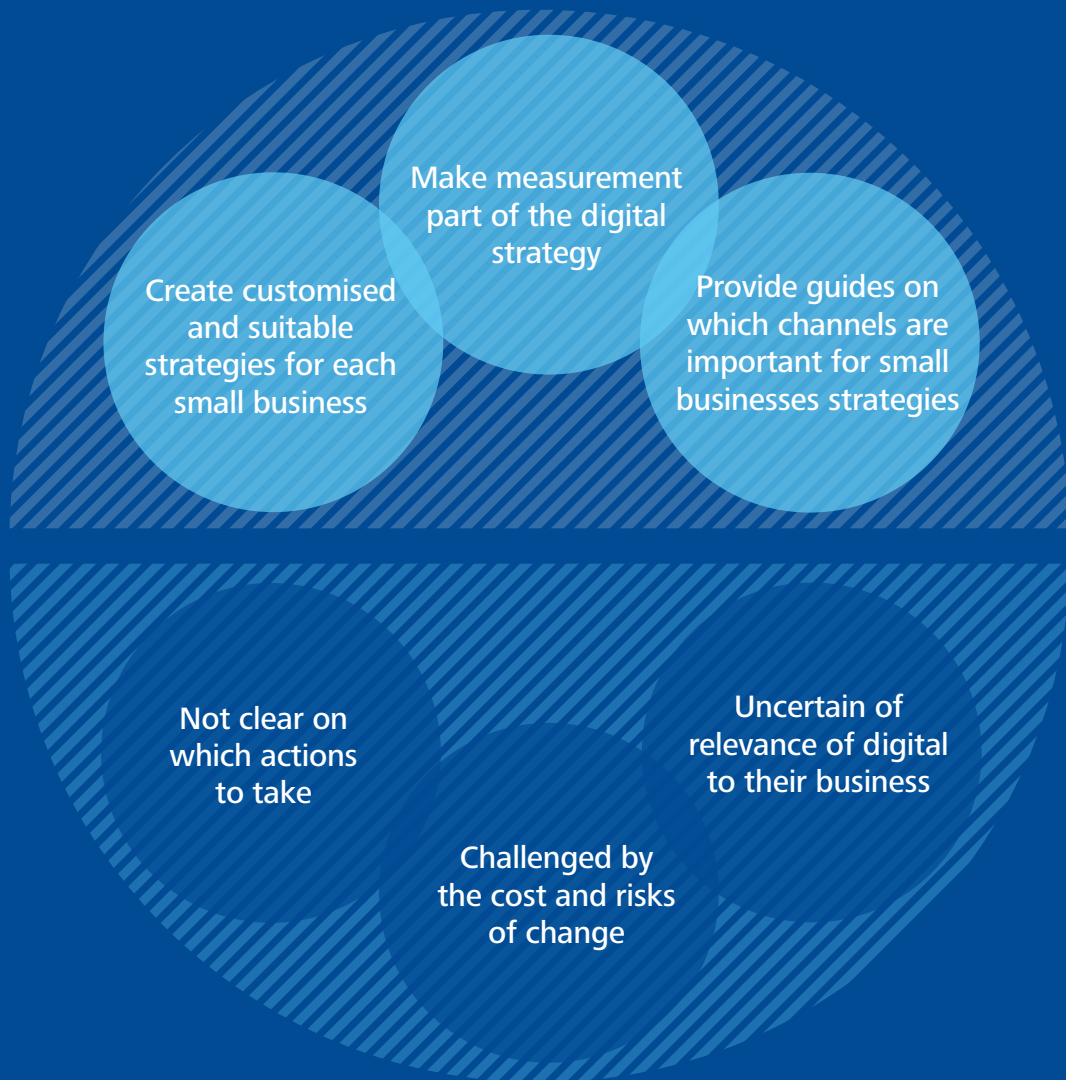 Make measurement
part of the digital
strategy
Create customised
and suitable
strategies for each
small business
Provide guides on
which channels are
important for small
businesses strategies
Not clear on
which actions
to take
Uncertain of
relevance of digital
to their business
Challenged by
the cost and risks
of change